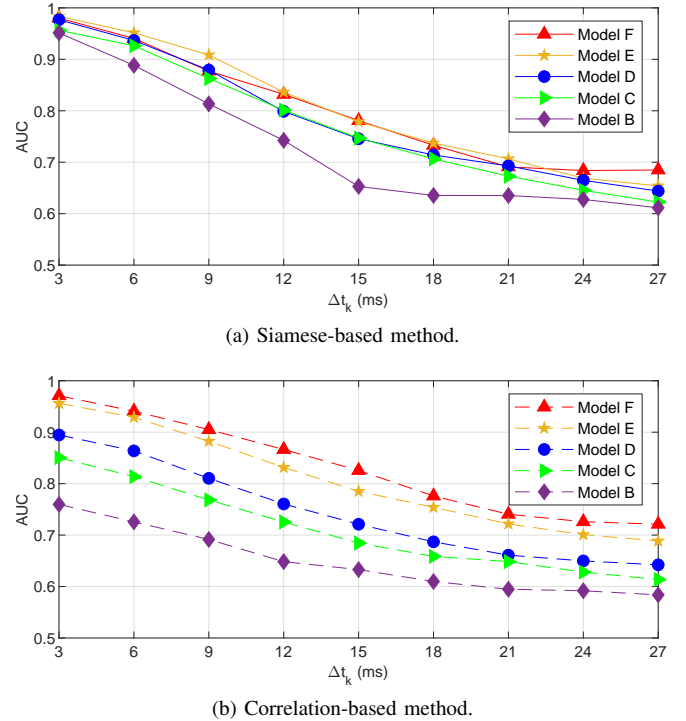 1
0.9
0.8
0.7
0.6
0.5
AUC
3 6 9 12 15 18 21 24 27
Δt_k (ms)
Model F
Model E
Model D
Model C
Model B
(a) Siamese-based method.
1
0.9
0.8
0.7
0.6
0.5
AUC
3 6 9 12 15 18 21 24 27
Δt_k (ms)
Model F
Model E
Model D
Model C
Model B
(b) Correlation-based method.